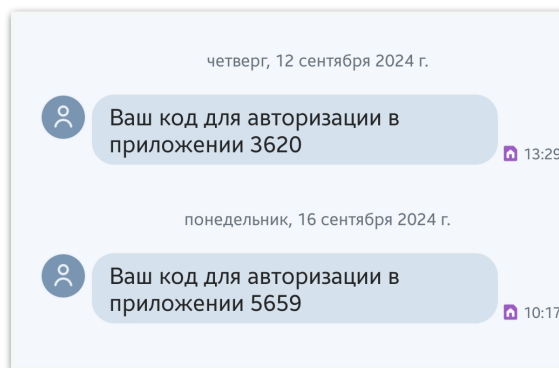 четверг, 12 сентября 2024 г.
Ваш код для авторизации в
приложении 3620
13:29
понедельник, 16 сентября 2024 г.
Ваш код для авторизации в
приложении 5659
10:17